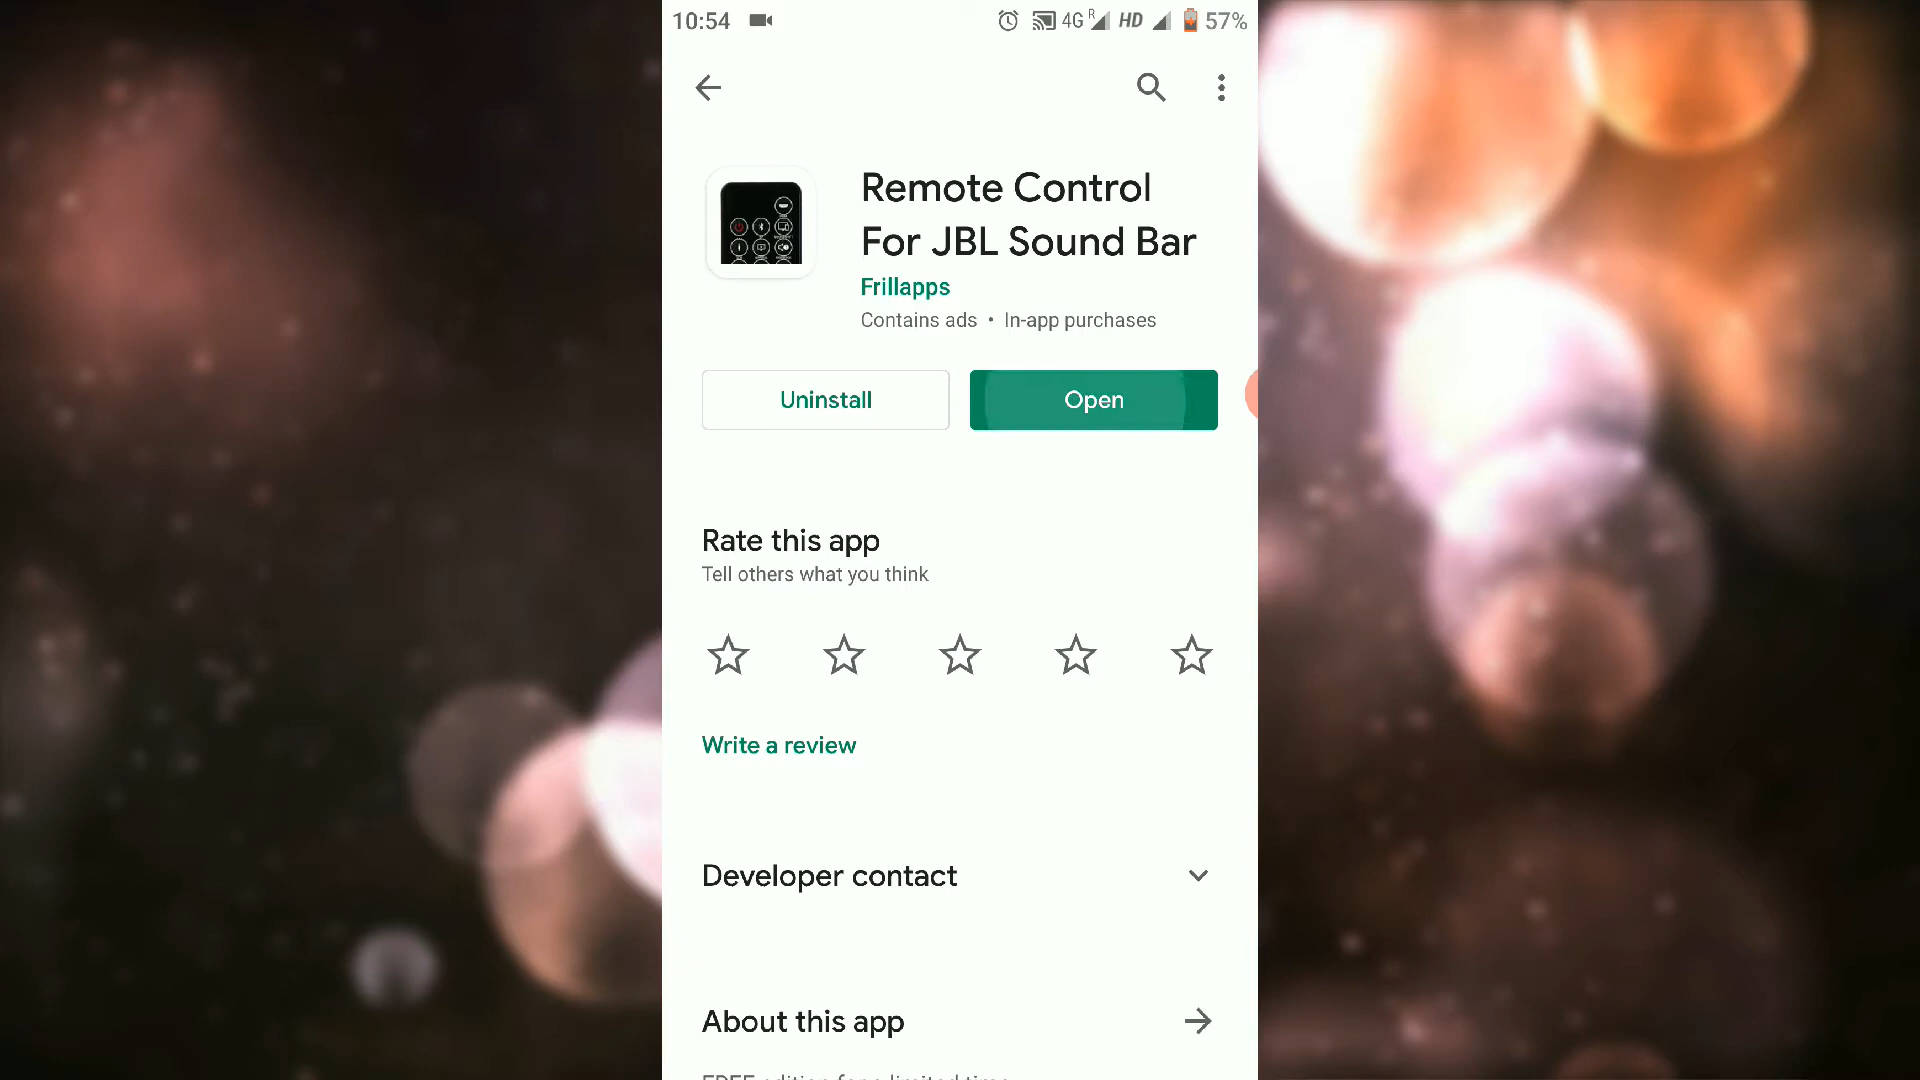 10:54 4G R HD 57%
Remote Control
For JBL Sound Bar
Frillapps
Contains ads • In-app purchases
Uninstall Open
Rate this app
Tell others what you think
Write a review
Developer contact
About this app